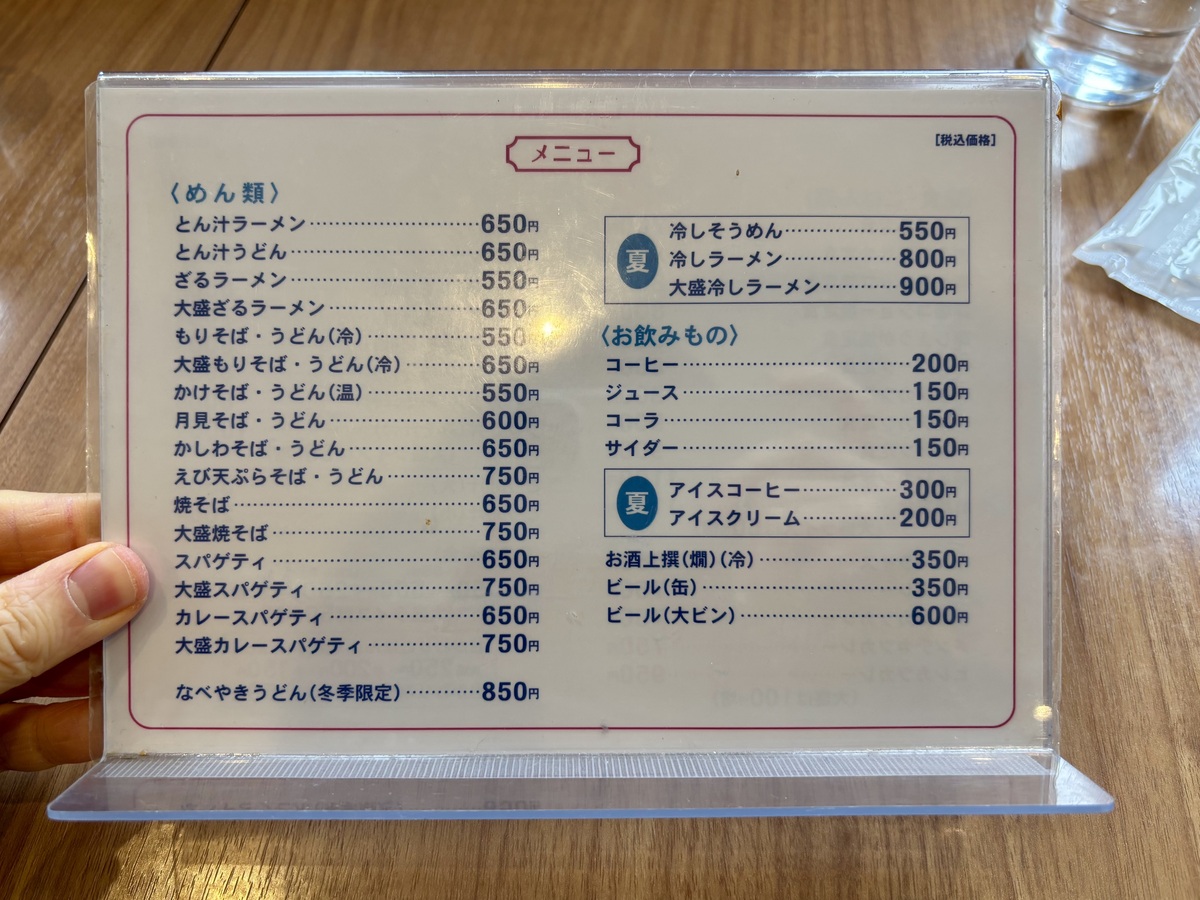 メニュー
[税込価格]
〈めん類〉
とん汁ラーメン 650円
とん汁うどん 650円
ざるラーメン 550円
大盛ざるラーメン 650円
もりそば・うどん(冷) 550円
大盛もりそば・うどん(冷) 650円
かけそば・うどん(温) 550円
月見そば・うどん 600円
かしわそば・うどん 650円
えび天ぷらそば・うどん 750円
焼そば 650円
大盛焼そば 750円
スパゲティ 650円
大盛スパゲティ 750円
カレースパゲティ 650円
大盛カレースパゲティ 750円
なべやきうどん(冬季限定) 850円
夏
冷しそうめん 550円
冷しラーメン 800円
大盛冷しラーメン 900円
〈お飲みもの〉
コーヒー 200円
ジュース 150円
コーラ 150円
サイダー 150円
夏
アイスコーヒー 300円
アイスクリーム 200円
お酒上撰(燗)(冷) 350円
ビール(缶) 350円
ビール(大ビン) 600円